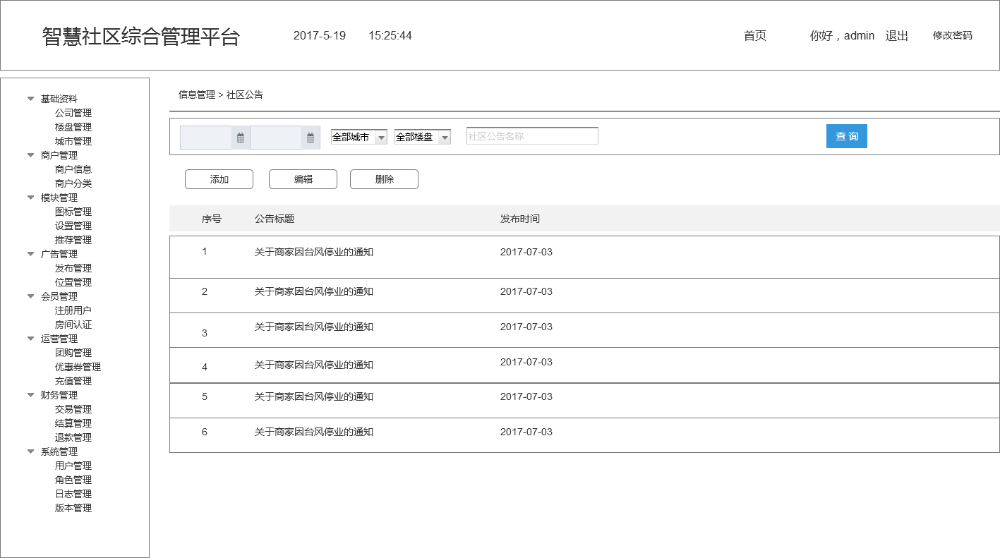 智慧社区综合管理平台 2017-5-19 15:25:44 首页 你好，admin 退出 修改密码
信息管理 > 社区公告
基础资料
公司管理
楼盘管理
城市管理
商户管理
商户信息
商户分类
模块管理
图标管理
设置管理
推荐管理
广告管理
发布管理
位置管理
会员管理
注册用户
房间认证
运营管理
团购管理
优惠券管理
充值管理
财务管理
交易管理
结算管理
退款管理
系统管理
用户管理
角色管理
日志管理
版本管理
全部城市 全部楼盘 社区公告名称 查 询
添加 编辑 删除
序号 公告标题 发布时间
1 关于商家因台风停业的通知 2017-07-03
2 关于商家因台风停业的通知 2017-07-03
3 关于商家因台风停业的通知 2017-07-03
4 关于商家因台风停业的通知 2017-07-03
5 关于商家因台风停业的通知 2017-07-03
6 关于商家因台风停业的通知 2017-07-03